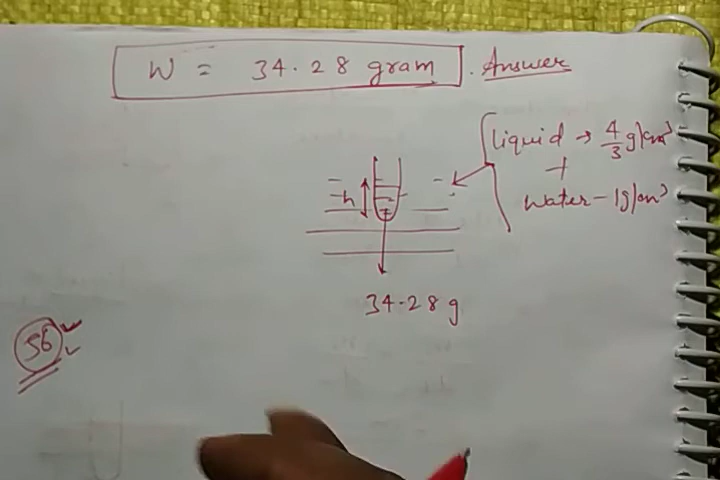 W = 34.28 gram . Answer
liquid → 4/3 g/cm³
+
water – 1g/cm³
h
34.28 g
56